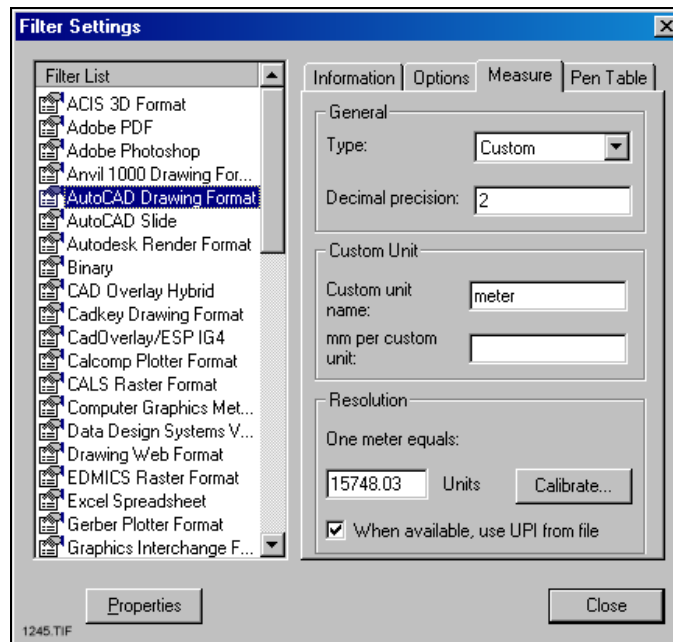 Filter Settings
Filter List
ACIS 3D Format
Adobe PDF
Adobe Photoshop
Anvil 1000 Drawing For...
AutoCAD Drawing Format
AutoCAD Slide
Autodesk Render Format
Binary
CAD Overlay Hybrid
Cadkey Drawing Format
CadOverlay/ESP IG4
Calcomp Plotter Format
CALS Raster Format
Computer Graphics Met...
Data Design Systems V...
Drawing Web Format
EDMICS Raster Format
Excel Spreadsheet
Gerber Plotter Format
Graphics Interchange F...
Information Options Measure Pen Table
General
Type: Custom
Decimal precision: 2
Custom Unit
Custom unit
name: meter
mm per custom
unit:
Resolution
One meter equals:
15748.03 Units Calibrate...
When available, use UPI from file
Properties
Close
1245.TIF